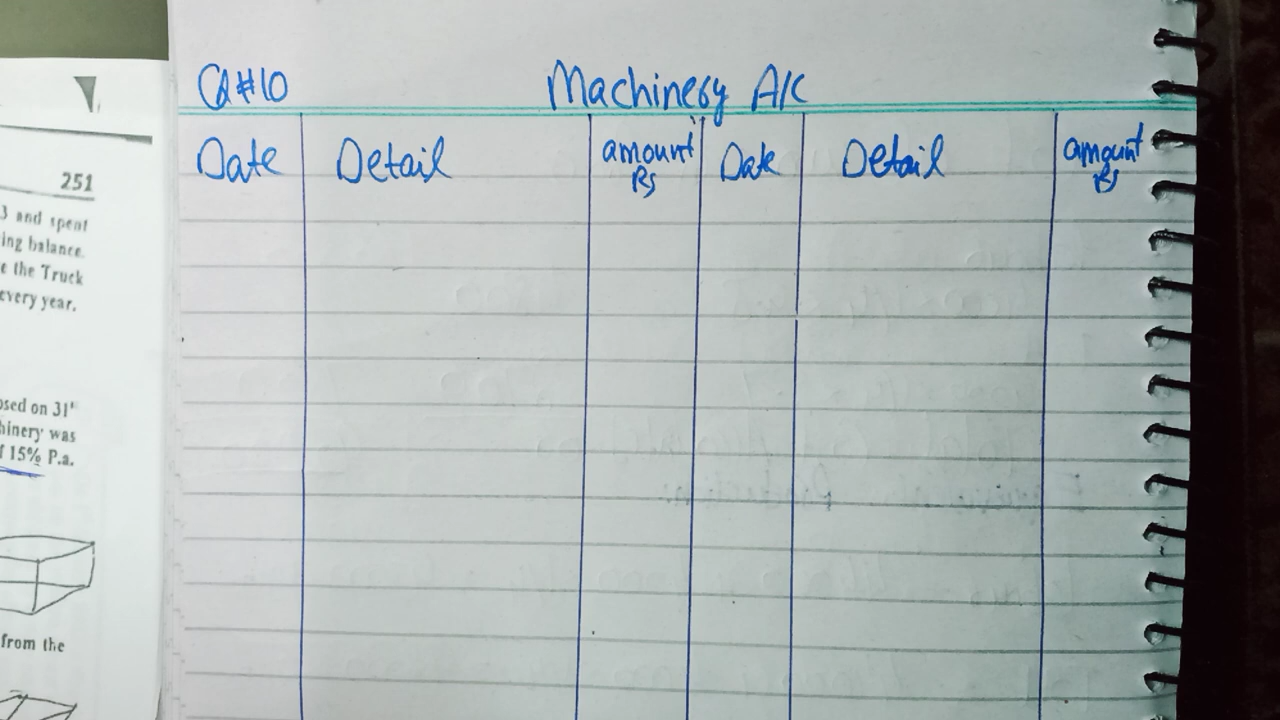 Q#10 Machinery A/C
Date Detail amount Rs Date Detail amount Rs
251
3 and spent
ing balance.
e the Truck
every year.
osed on 31
hinery was
f 15% P.a.
from the